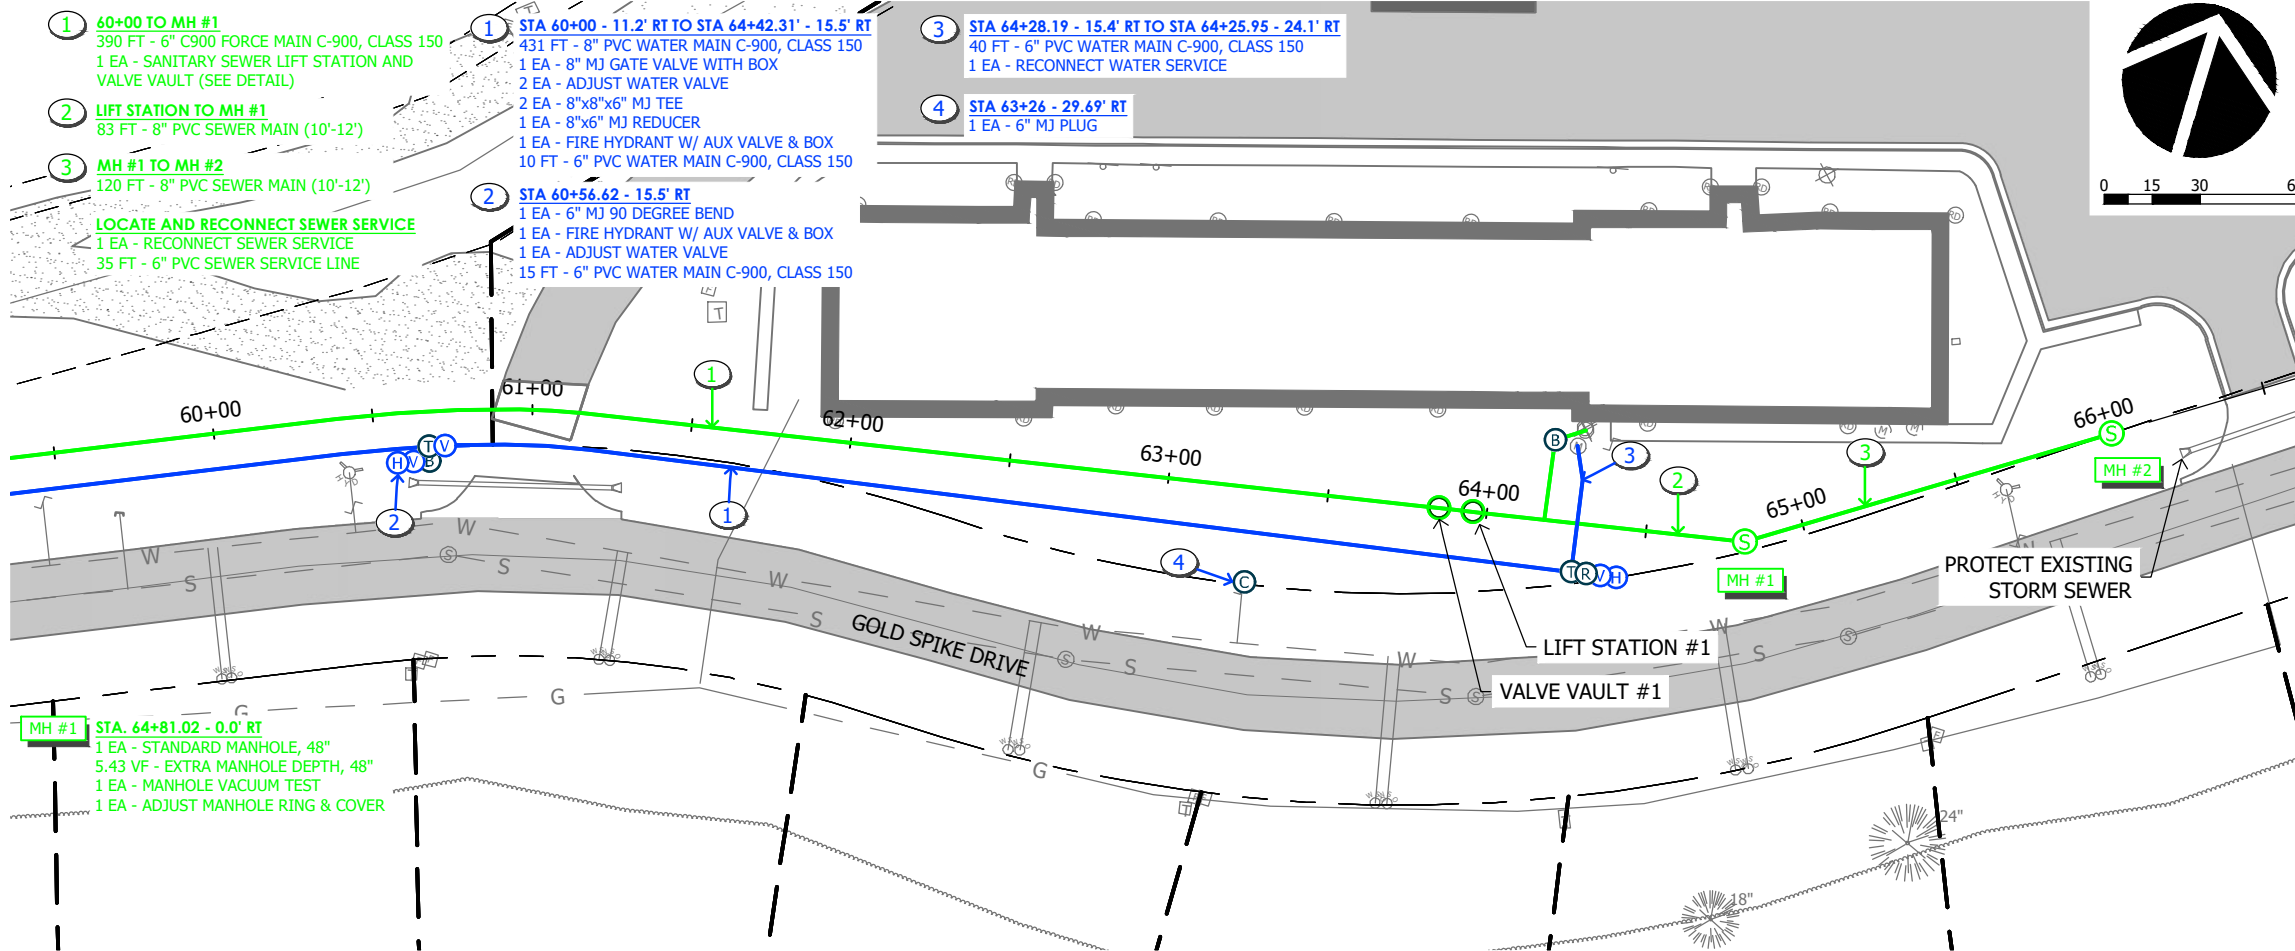 1
60+00 TO MH #1
390 FT - 6" C900 FORCE MAIN C-900, CLASS 150
1 EA - SANITARY SEWER LIFT STATION AND
VALVE VAULT (SEE DETAIL)
2
LIFT STATION TO MH #1
83 FT - 8" PVC SEWER MAIN (10'-12')
3
MH #1 TO MH #2
120 FT - 8" PVC SEWER MAIN (10'-12')
LOCATE AND RECONNECT SEWER SERVICE
1 EA - RECONNECT SEWER SERVICE
35 FT - 6" PVC SEWER SERVICE LINE
1
STA 60+00 - 11.2' RT TO STA 64+42.31' - 15.5' RT
431 FT - 8" PVC WATER MAIN C-900, CLASS 150
1 EA - 8" MJ GATE VALVE WITH BOX
2 EA - ADJUST WATER VALVE
2 EA - 8"x8"x6" MJ TEE
1 EA - 8"x6" MJ REDUCER
1 EA - FIRE HYDRANT W/ AUX VALVE & BOX
10 FT - 6" PVC WATER MAIN C-900, CLASS 150
2
STA 60+56.62 - 15.5' RT
1 EA - 6" MJ 90 DEGREE BEND
1 EA - FIRE HYDRANT W/ AUX VALVE & BOX
1 EA - ADJUST WATER VALVE
15 FT - 6" PVC WATER MAIN C-900, CLASS 150
3
STA 64+28.19 - 15.4' RT TO STA 64+25.95 - 24.1' RT
40 FT - 6" PVC WATER MAIN C-900, CLASS 150
1 EA - RECONNECT WATER SERVICE
4
STA 63+26 - 29.69' RT
1 EA - 6" MJ PLUG
0 15 30
T
60+00
61+00
62+00
63+00
64+00
65+00
66+00
1
T V
H V B
2
1
B
3
2
3
S
MH #2
S
MH #1
4
C
T R V H
W W W W W W
S S S S S S
GOLD SPIKE DRIVE
LIFT STATION #1
VALVE VAULT #1
PROTECT EXISTING
STORM SEWER
G G G
MH #1
STA. 64+81.02 - 0.0' RT
1 EA - STANDARD MANHOLE, 48"
5.43 VF - EXTRA MANHOLE DEPTH, 48"
1 EA - MANHOLE VACUUM TEST
1 EA - ADJUST MANHOLE RING & COVER
24"
18"